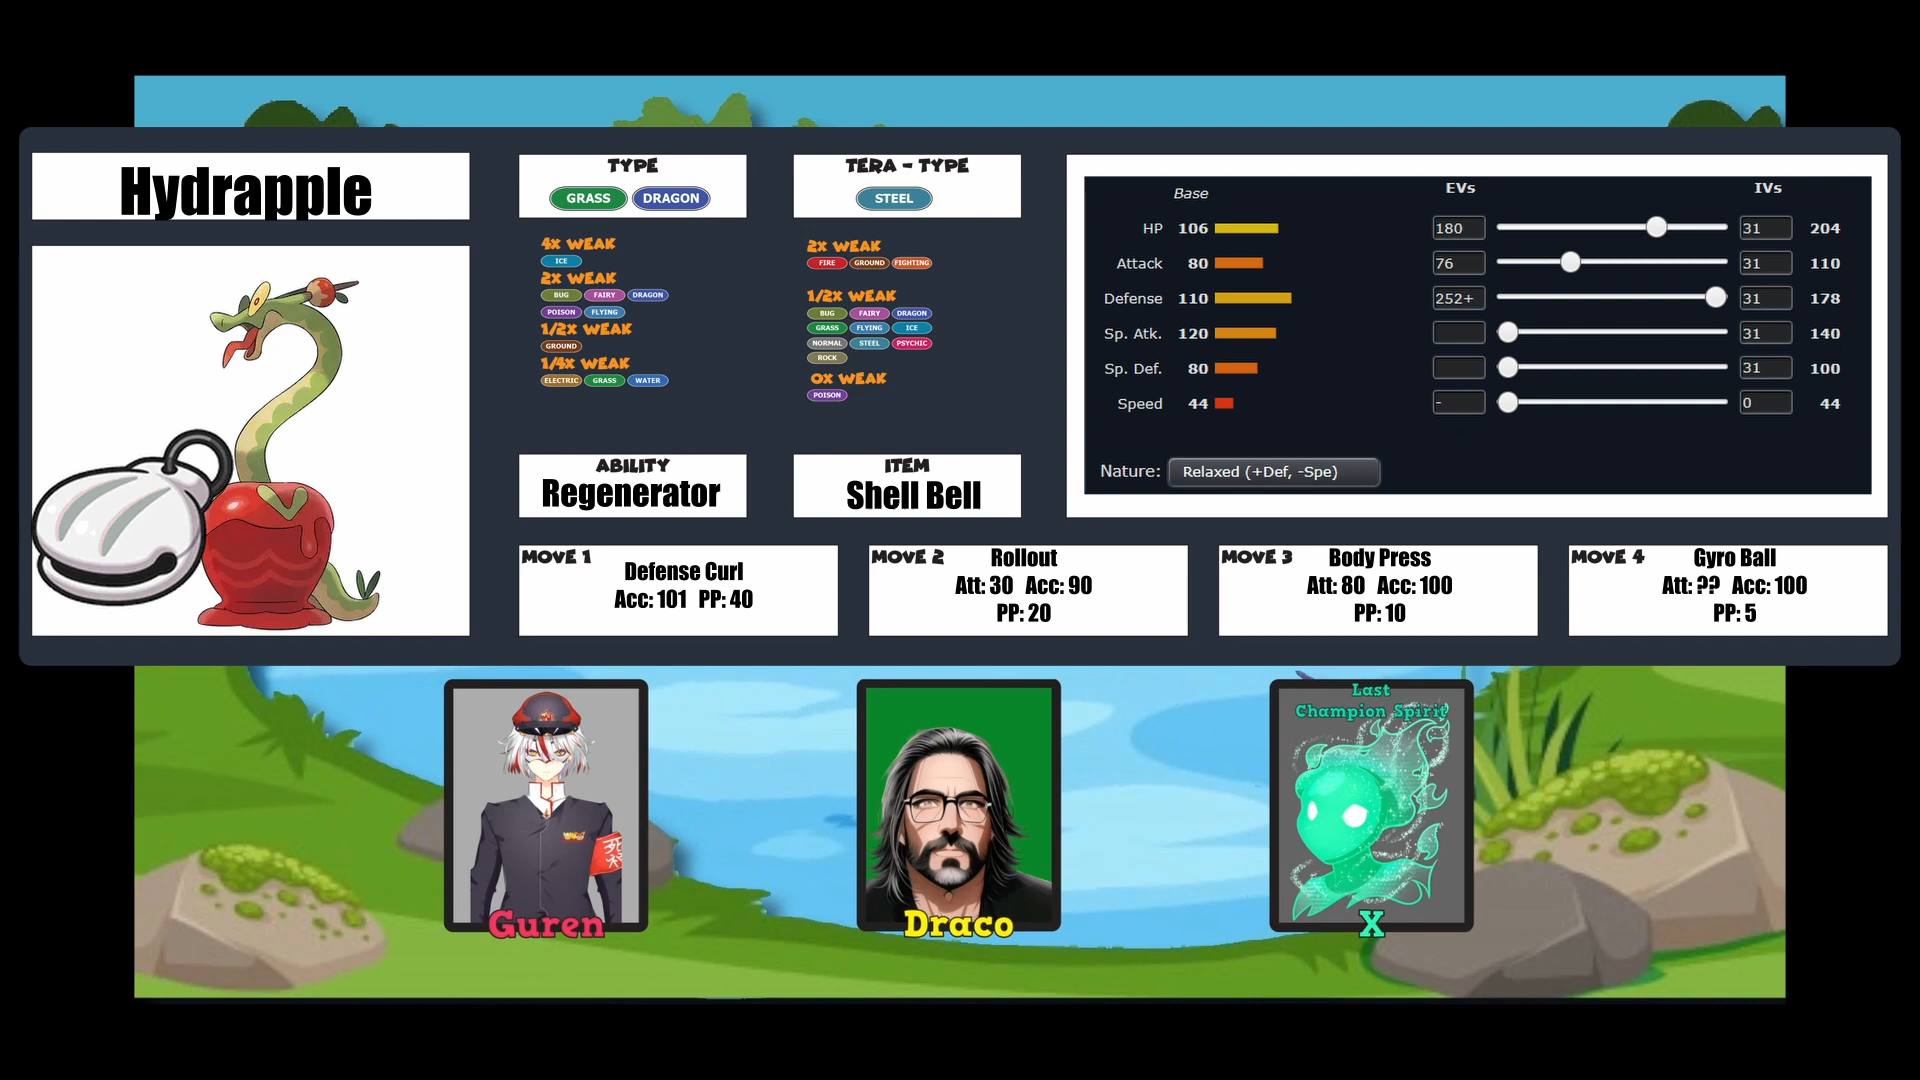 Hydrapple
TYPE
GRASS DRAGON
4X WEAK
ICE
2X WEAK
BUG FAIRY DRAGON
POISON FLYING
1/2X WEAK
GROUND
1/4X WEAK
ELECTRIC GRASS WATER
TERA - TYPE
STEEL
2X WEAK
FIRE GROUND FIGHTING
1/2X WEAK
BUG FAIRY DRAGON
GRASS FLYING ICE
NORMAL STEEL PSYCHIC
ROCK
0X WEAK
POISON
ABILITY
Regenerator
ITEM
Shell Bell
Base EVs IVs
HP 106 180 31 204
Attack 80 76 31 110
Defense 110 252+ 31 178
Sp. Atk. 120 31 140
Sp. Def. 80 31 100
Speed 44 - 0 44
Nature: Relaxed (+Def, -Spe)
MOVE 1
Defense Curl
Acc: 101 PP: 40
MOVE 2
Rollout
Att: 30 Acc: 90
PP: 20
MOVE 3
Body Press
Att: 80 Acc: 100
PP: 10
MOVE 4
Gyro Ball
Att: ?? Acc: 100
PP: 5
Guren
Draco
Last
Champion Spirit
X